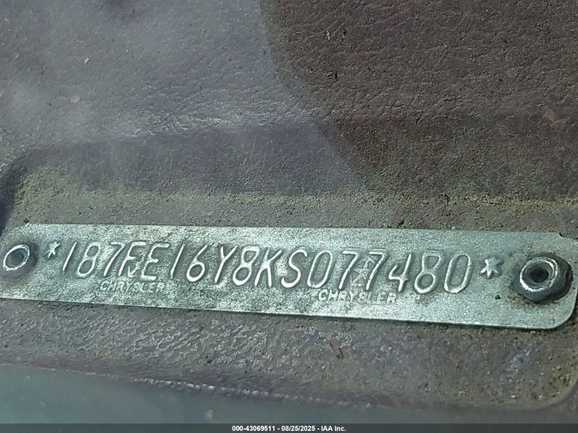 *1B7FE16Y8KS077480*
CHRYSLER CHRYSLER
000-43069511 - 08/25/2025 - IAA Inc.